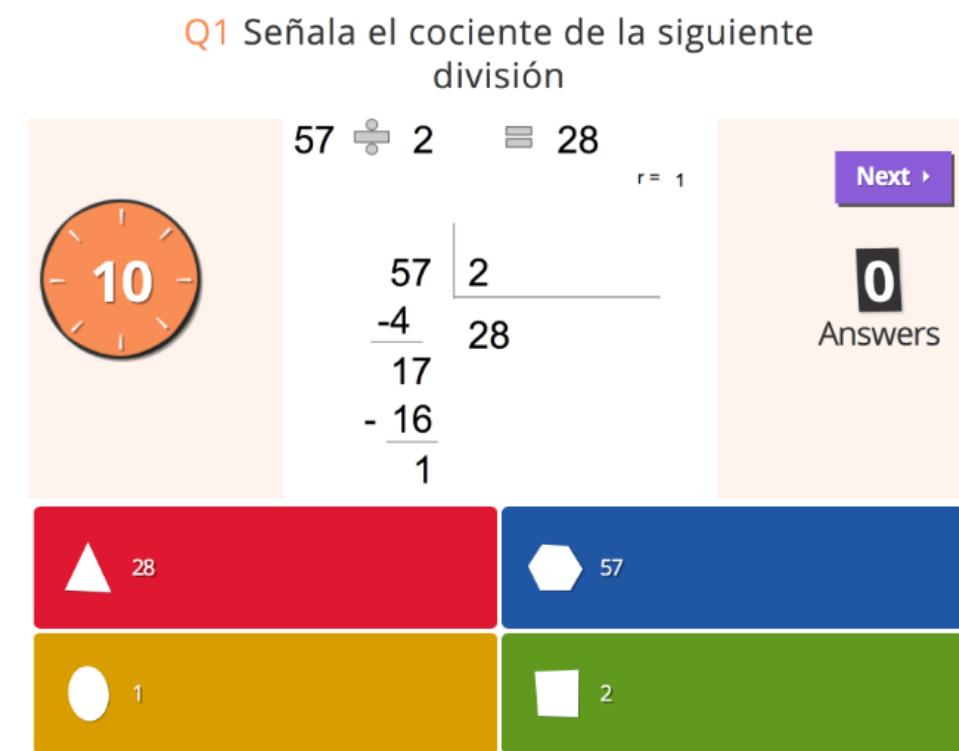 Q1 Señala el cociente de la siguiente
división
57 ÷ 2 = 28
r = 1
Next
10
57 2
-4 28
17
- 16
1
0
Answers
28
57
1
2